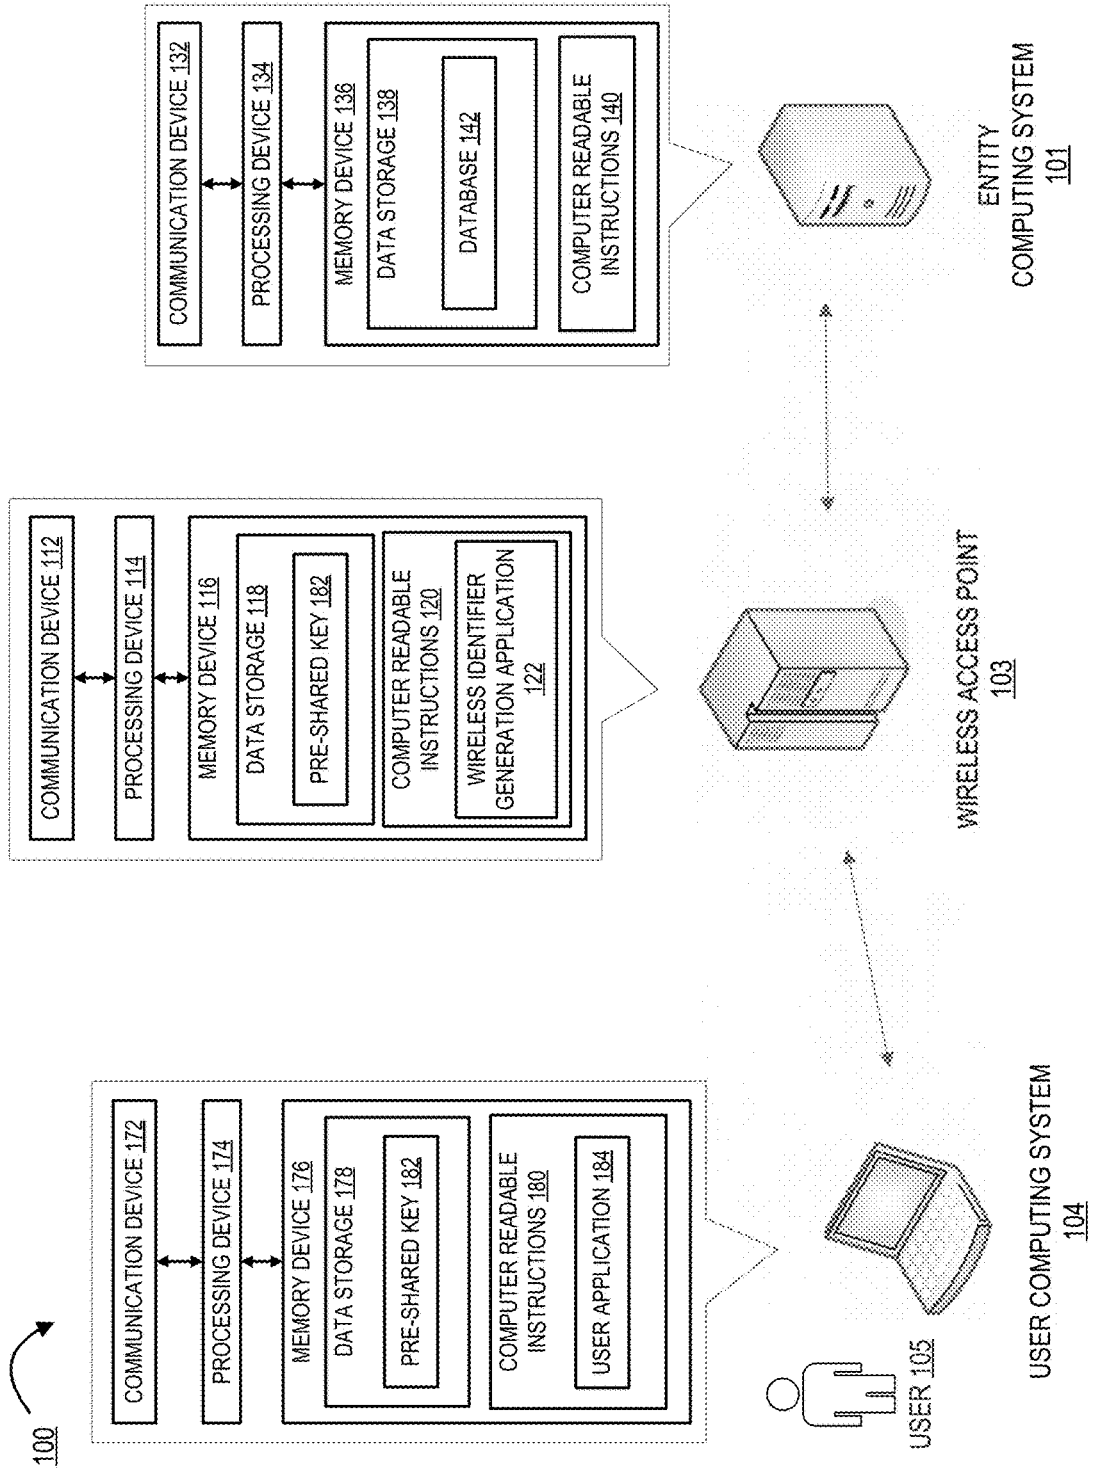 100
COMMUNICATION DEVICE 172
PROCESSING DEVICE 174
MEMORY DEVICE 176
DATA STORAGE 178
PRE-SHARED KEY 182
COMPUTER READABLE
INSTRUCTIONS 180
USER APPLICATION 184
USER 105
USER COMPUTING SYSTEM
104
COMMUNICATION DEVICE 112
PROCESSING DEVICE 114
MEMORY DEVICE 116
DATA STORAGE 118
PRE-SHARED KEY 182
COMPUTER READABLE
INSTRUCTIONS 120
WIRELESS IDENTIFIER
GENERATION APPLICATION
122
WIRELESS ACCESS POINT
103
COMMUNICATION DEVICE 132
PROCESSING DEVICE 134
MEMORY DEVICE 136
DATA STORAGE 138
DATABASE 142
COMPUTER READABLE
INSTRUCTIONS 140
ENTITY
COMPUTING SYSTEM
101